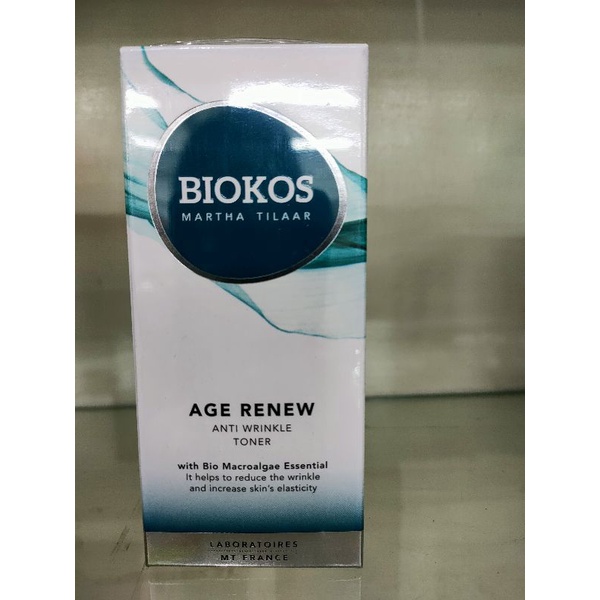 BIOKOS
MARTHA TILAAR
AGE RENEW
ANTI WRINKLE
TONER
with Bio Macroalgae Essential
It helps to reduce the wrinkle
and increase skin's elasticity
LABORATOIRES
MT FRANCE